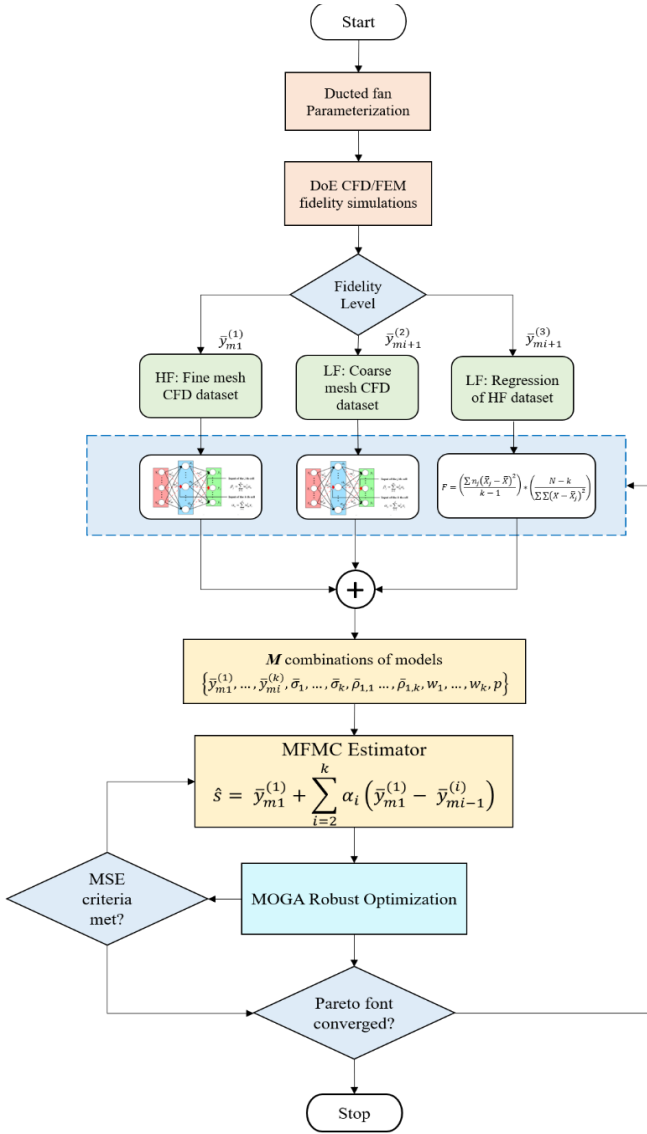 Start
Ducted fan
Parameterization
DoE CFD/FEM
fidelity simulations
Fidelity
Level
ȳ_{m1}^{(1)}
ȳ_{mi+1}^{(2)}
ȳ_{mi+1}^{(3)}
HF: Fine mesh
CFD dataset
LF: Coarse
mesh CFD
dataset
LF: Regression
of HF dataset
F = (∑ n_j(X̄_j − X̄)² / k − 1) * (N − k / ∑∑(X − X̄_j)²)
+
M combinations of models
{ȳ_{m1}^{(1)}, … , ȳ_{mi}^{(k)}, σ̄_1, … , σ̄_k, ρ̄_{1,1} … , ρ̄_{1,k}, w_1, … , w_k, p}
MFMC Estimator
ŝ = ȳ_{m1}^{(1)} + ∑_{i=2}^{k} α_i (ȳ_{m1}^{(1)} − ȳ_{mi−1}^{(i)})
MSE
criteria
met?
MOGA Robust Optimization
Pareto font
converged?
Stop